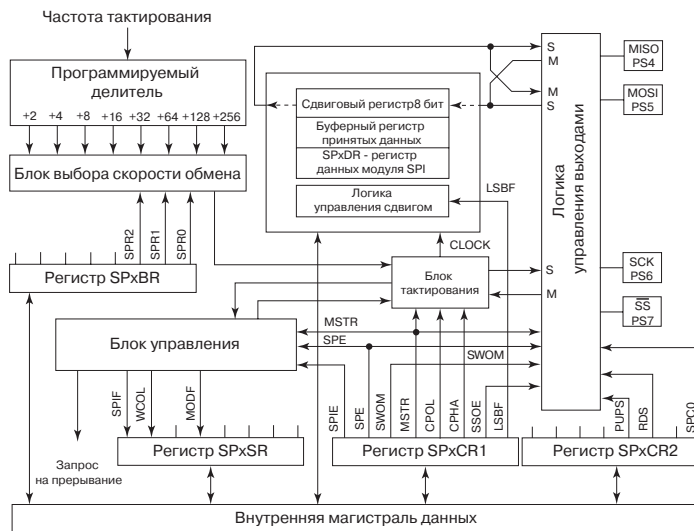 Частота тактирования
Программируемый
делитель
+2 +4 +8 +16 +32 +64 +128 +256
Блок выбора скорости обмена
SPR2
SPR1
SPR0
Регистр SPxBR
Сдвиговый регистр8 бит
Буферный регистр
принятых данных
SPxDR - регистр
данных модуля SPI
Логика
управления сдвигом
LSBF
CLOCK
Блок
тактирования
S
M
M
S
S
M
Логика
управления выходами
MISO
PS4
MOSI
PS5
SCK
PS6
SS
PS7
Блок управления
MSTR
SPE
SWOM
SPIF
WCOL
MODF
SPIE
SPE
SWOM
MSTR
CPOL
CPHA
SSOE
LSBF
PUPS
RDS
SPC0
Запрос
на прерывание
Регистр SPxSR
Регистр SPxCR1
Регистр SPxCR2
Внутренняя магистраль данных